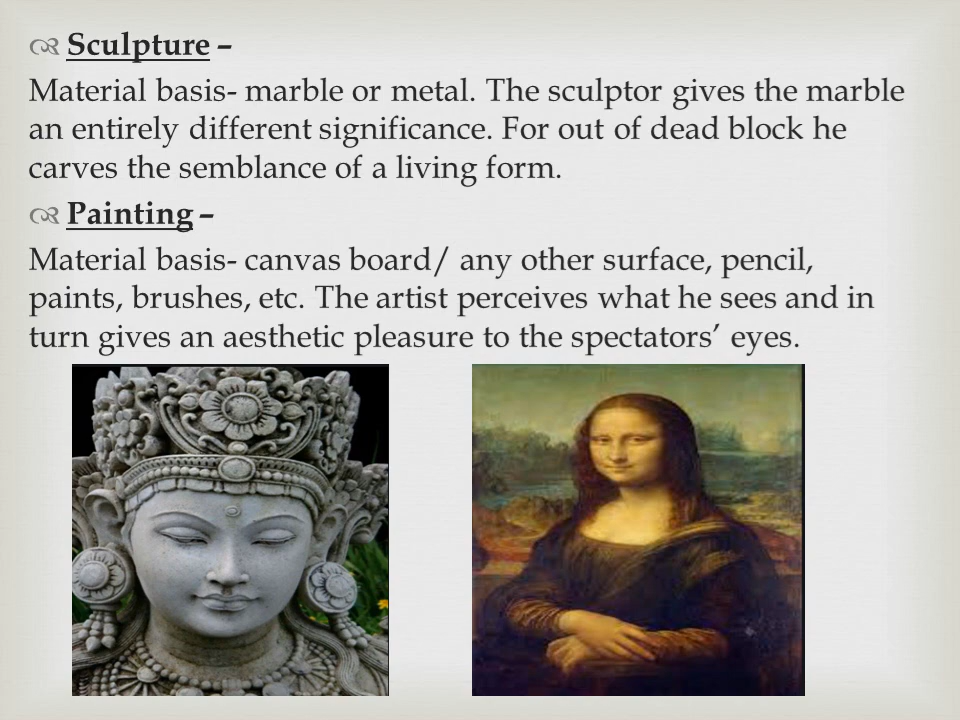 Sculpture –
Material basis- marble or metal. The sculptor gives the marble
an entirely different significance. For out of dead block he
carves the semblance of a living form.
Painting –
Material basis- canvas board/ any other surface, pencil,
paints, brushes, etc. The artist perceives what he sees and in
turn gives an aesthetic pleasure to the spectators’ eyes.